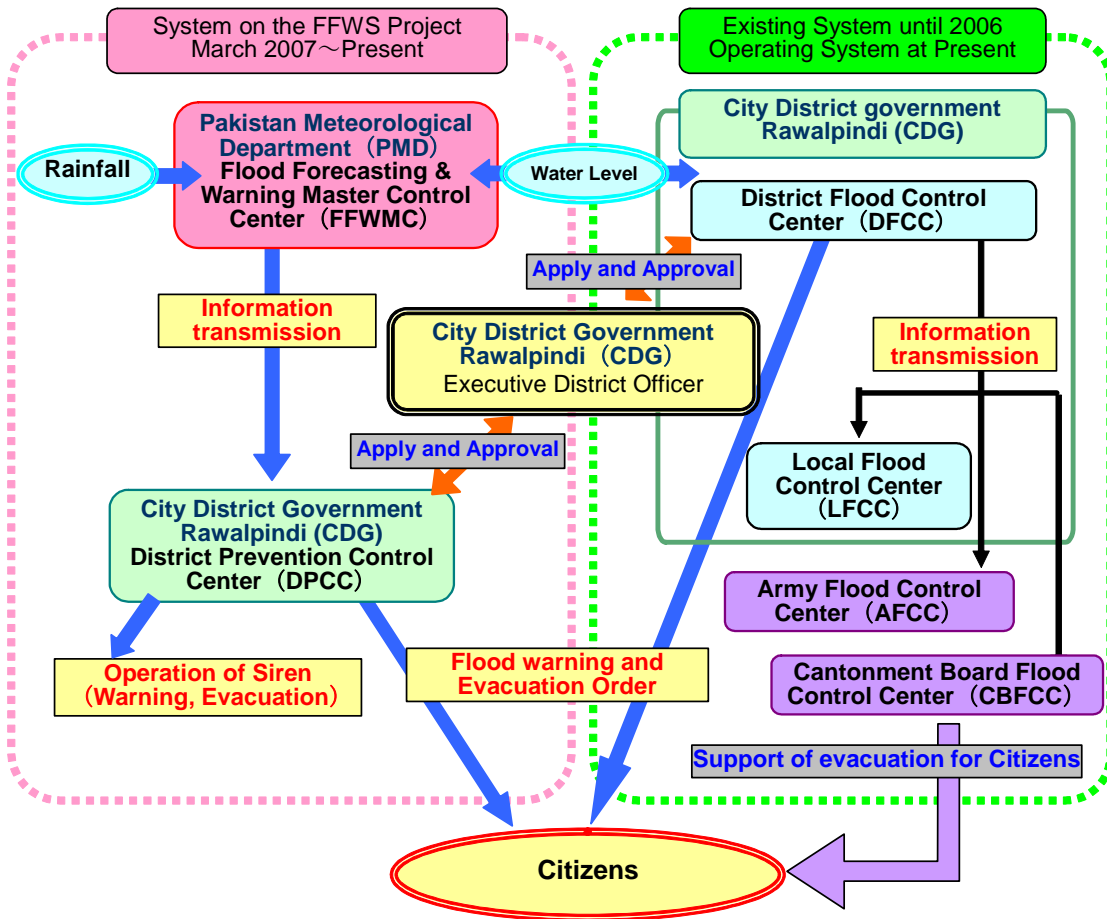 System on the FFWS Project
March 2007～Present
Existing System until 2006
Operating System at Present
Pakistan Meteorological
Department（PMD）
Flood Forecasting &
Warning Master Control
Center（FFWMC）
Rainfall
Water Level
City District government
Rawalpindi (CDG)
District Flood Control
Center（DFCC）
Apply and Approval
Information
transmission
City District Government
Rawalpindi（CDG）
Executive District Officer
Information
transmission
Apply and Approval
Local Flood
Control Center
（LFCC）
City District Government
Rawalpindi (CDG)
District Prevention Control
Center（DPCC）
Army Flood Control
Center（AFCC）
Operation of Siren
（Warning, Evacuation）
Flood warning and
Evacuation Order
Cantonment Board Flood
Control Center（CBFCC）
Support of evacuation for Citizens
Citizens